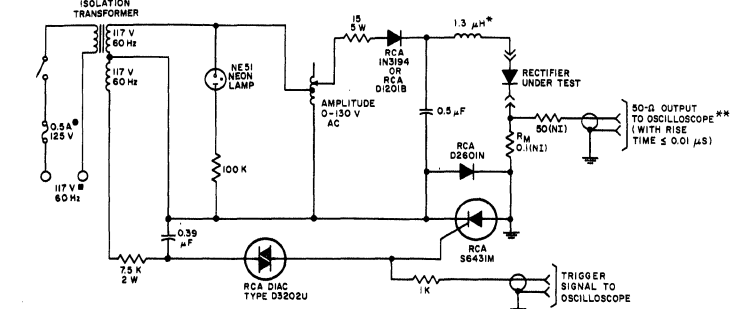 ISOLATION
TRANSFORMER
117 V
60 Hz
117 V
60 Hz
0.5A■
125 V
117 V■
60 Hz
NE51
NEON
LAMP
100 K
AMPLITUDE
0-130 V
AC
15
5 W
RCA
1N3194
OR
RCA
D1201B
1.3 μH*
0.5 μF
RECTIFIER
UNDER TEST
50(NI)
RM
0.1(NI)
50-Ω OUTPUT
TO OSCILLOSCOPE**
(WITH RISE
TIME ≤ 0.01 μS)
RCA
D2601N
RCA
S6431M
0.39
μF
7.5 K
2 W
RCA DIAC
TYPE D3202U
1K
TRIGGER
SIGNAL TO
OSCILLOSCOPE